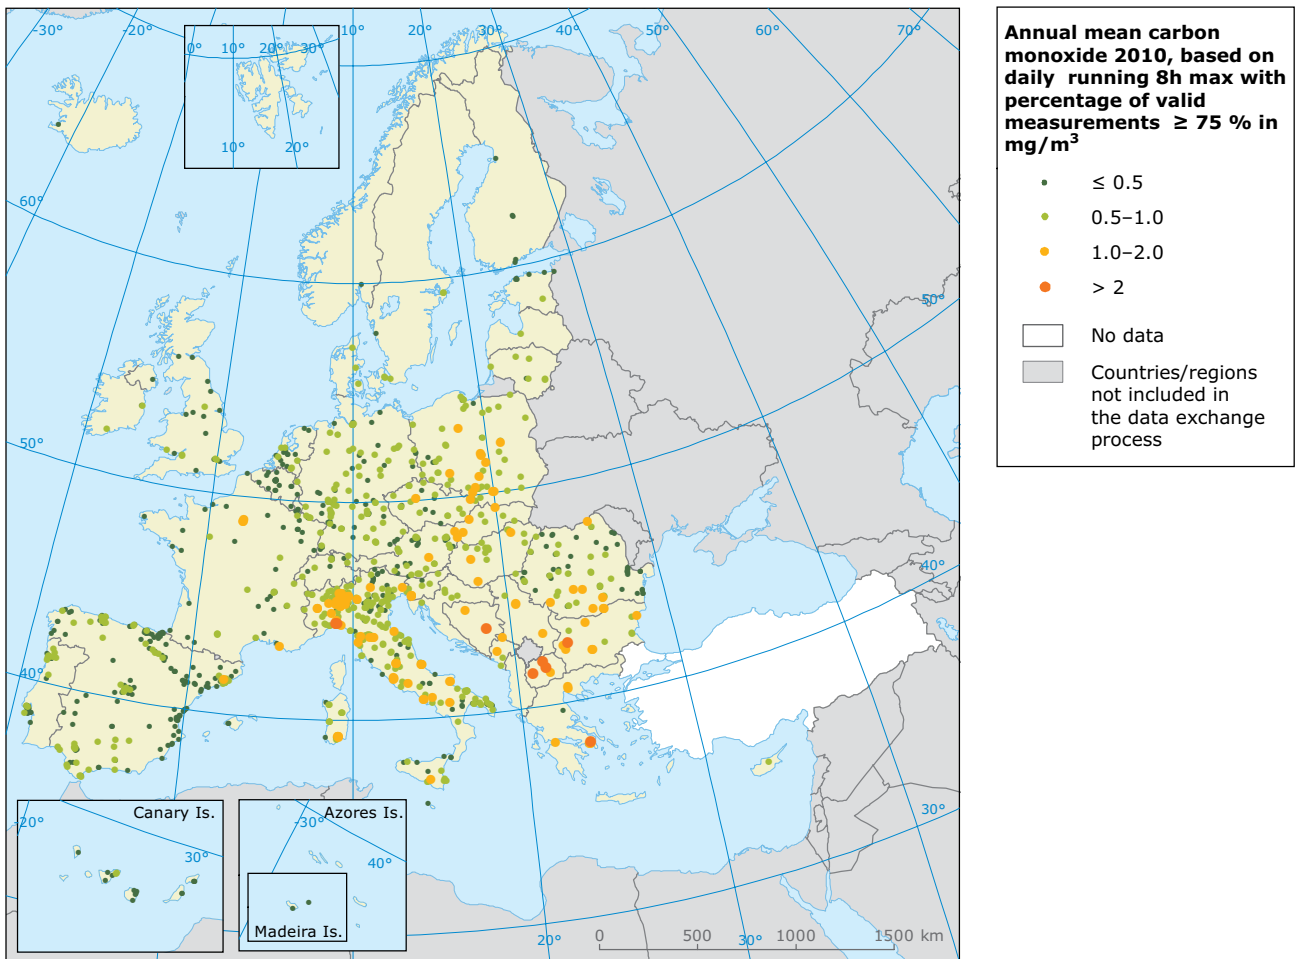 -30°
-20°
-10°
0°
10°
20°
30°
40°
50°
60°
70°
0°
10°
20°
30°
10°
20°
60°
50°
40°
50°
40°
30°
20°
30°
Canary Is.
-20°
30°
Azores Is.
-30°
40°
Madeira Is.
0
500
1000
1500 km
Annual mean carbon
monoxide 2010, based on
daily running 8h max with
percentage of valid
measurements ≥ 75 % in
mg/m³
≤ 0.5
0.5–1.0
1.0–2.0
> 2
No data
Countries/regions
not included in
the data exchange
process